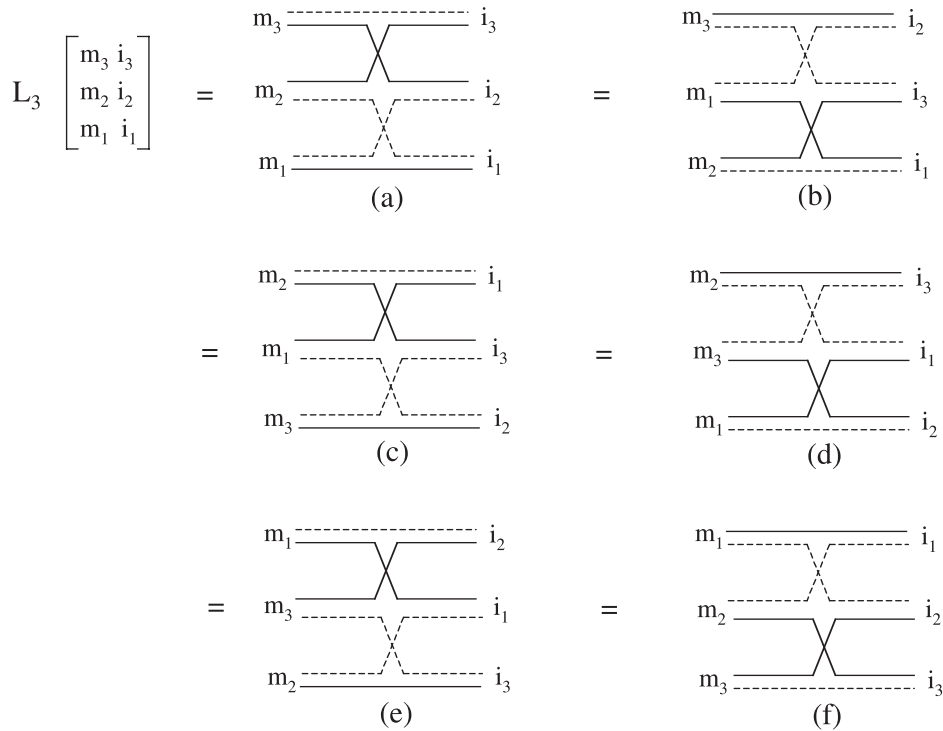 L₃ [ m₃ i₃
m₂ i₂
m₁ i₁ ]
=
m₃ i₃
m₂ i₂
m₁ i₁
(a)
=
m₃ i₂
m₁ i₃
m₂ i₁
(b)
=
m₂ i₁
m₁ i₃
m₃ i₂
(c)
=
m₂ i₃
m₃ i₁
m₁ i₂
(d)
=
m₁ i₂
m₃ i₁
m₂ i₃
(e)
=
m₁ i₁
m₂ i₂
m₃ i₃
(f)